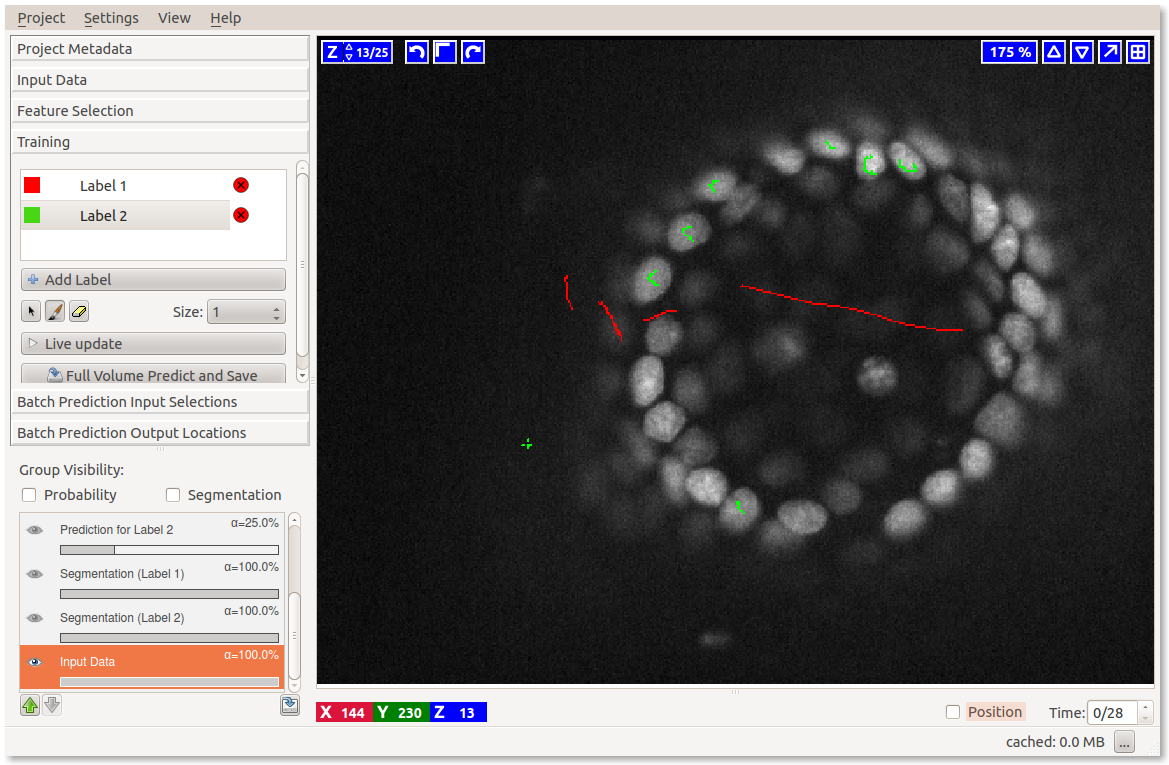 Project Settings View Help
Project Metadata
Input Data
Feature Selection
Training
Label 1
Label 2
Add Label
Size: 1
Live update
Full Volume Predict and Save
Batch Prediction Input Selections
Batch Prediction Output Locations
Group Visibility:
Probability Segmentation
Prediction for Label 2 α=25.0%
Segmentation (Label 1) α=100.0%
Segmentation (Label 2) α=100.0%
Input Data α=100.0%
Z 13/25
175 %
X 144 Y 230 Z 13
Position Time: 0/28
cached: 0.0 MB ...